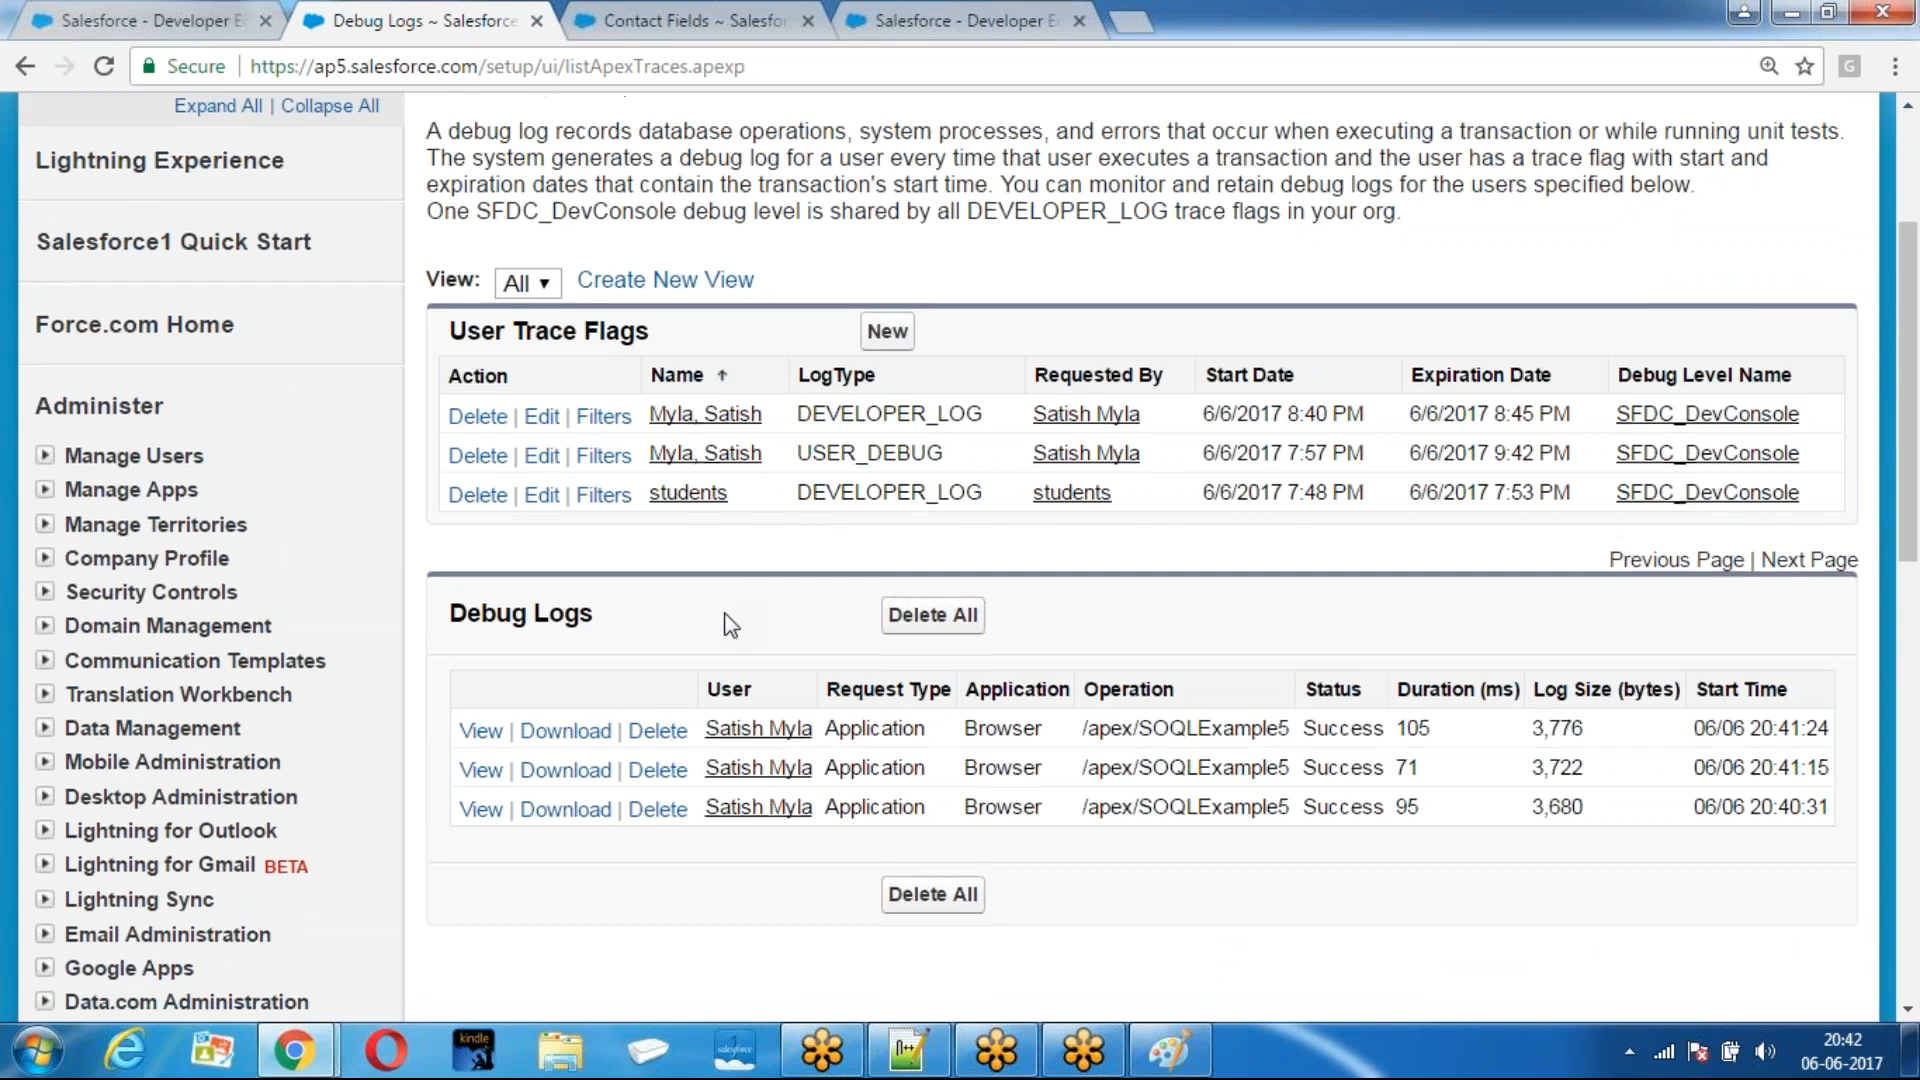 Salesforce - Developer E
Debug Logs ~ Salesforce
Contact Fields ~ Salesfor
Salesforce - Developer E
Secure | https://ap5.salesforce.com/setup/ui/listApexTraces.apexp
G
Expand All | Collapse All
Lightning Experience
Salesforce1 Quick Start
Force.com Home
Administer
Manage Users
Manage Apps
Manage Territories
Company Profile
Security Controls
Domain Management
Communication Templates
Translation Workbench
Data Management
Mobile Administration
Desktop Administration
Lightning for Outlook
Lightning for Gmail BETA
Lightning Sync
Email Administration
Google Apps
Data.com Administration
A debug log records database operations, system processes, and errors that occur when executing a transaction or while running unit tests.
The system generates a debug log for a user every time that user executes a transaction and the user has a trace flag with start and
expiration dates that contain the transaction's start time. You can monitor and retain debug logs for the users specified below.
One SFDC_DevConsole debug level is shared by all DEVELOPER_LOG trace flags in your org.
View: All Create New View
User Trace Flags New
Action Name LogType Requested By Start Date Expiration Date Debug Level Name
Delete | Edit | Filters Myla, Satish DEVELOPER_LOG Satish Myla 6/6/2017 8:40 PM 6/6/2017 8:45 PM SFDC_DevConsole
Delete | Edit | Filters Myla, Satish USER_DEBUG Satish Myla 6/6/2017 7:57 PM 6/6/2017 9:42 PM SFDC_DevConsole
Delete | Edit | Filters students DEVELOPER_LOG students 6/6/2017 7:48 PM 6/6/2017 7:53 PM SFDC_DevConsole
Previous Page | Next Page
Debug Logs Delete All
User Request Type Application Operation Status Duration (ms) Log Size (bytes) Start Time
View | Download | Delete Satish Myla Application Browser /apex/SOQLExample5 Success 105 3,776 06/06 20:41:24
View | Download | Delete Satish Myla Application Browser /apex/SOQLExample5 Success 71 3,722 06/06 20:41:15
View | Download | Delete Satish Myla Application Browser /apex/SOQLExample5 Success 95 3,680 06/06 20:40:31
Delete All
kindle
salesforce
20:42
06-06-2017